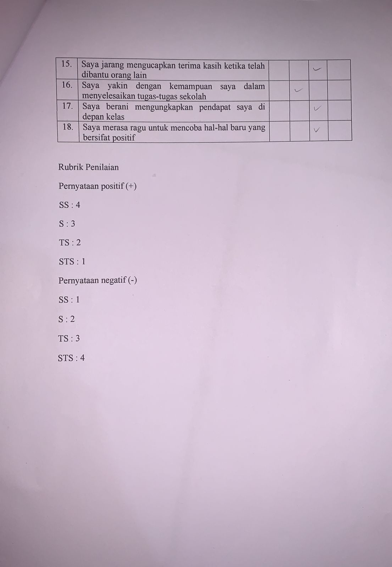 15. Saya jarang mengucapkan terima kasih ketika telah
dibantu orang lain
16. Saya yakin dengan kemampuan saya dalam
menyelesaikan tugas-tugas sekolah
17. Saya berani mengungkapkan pendapat saya di
depan kelas
18. Saya merasa ragu untuk mencoba hal-hal baru yang
bersifat positif
Rubrik Penilaian
Pernyataan positif (+)
SS : 4
S : 3
TS : 2
STS : 1
Pernyataan negatif (-)
SS : 1
S : 2
TS : 3
STS : 4